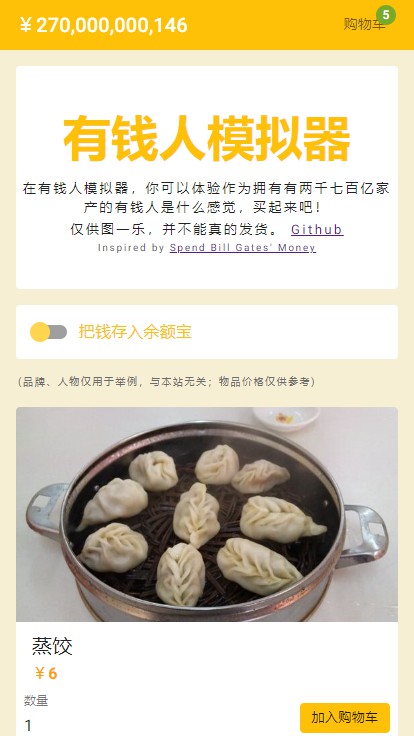 ￥270,000,000,146
购物车
5
有钱人模拟器
在有钱人模拟器，你可以体验作为拥有有两千七百亿家
产的有钱人是什么感觉，买起来吧！
仅供图一乐，并不能真的发货。 Github
Inspired by Spend Bill Gates' Money
把钱存入余额宝
(品牌、人物仅用于举例，与本站无关；物品价格仅供参考)
蒸饺
￥6
数量
1
加入购物车